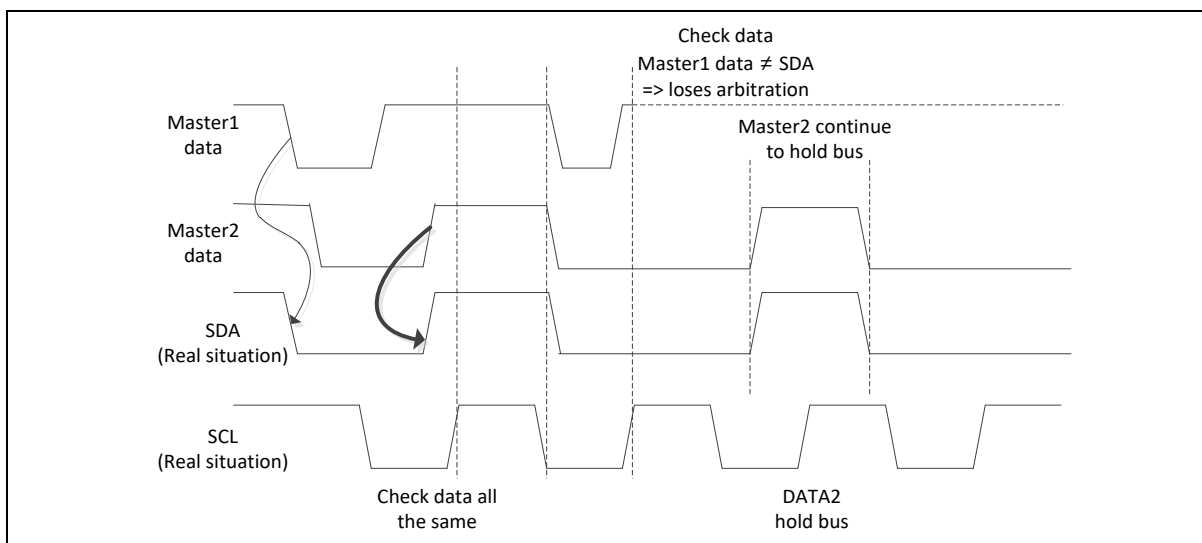 Check data
Master1 data ≠ SDA
=> loses arbitration
Master1
data
Master2 continue
to hold bus
Master2
data
SDA
(Real situation)
SCL
(Real situation)
Check data all
the same
DATA2
hold bus